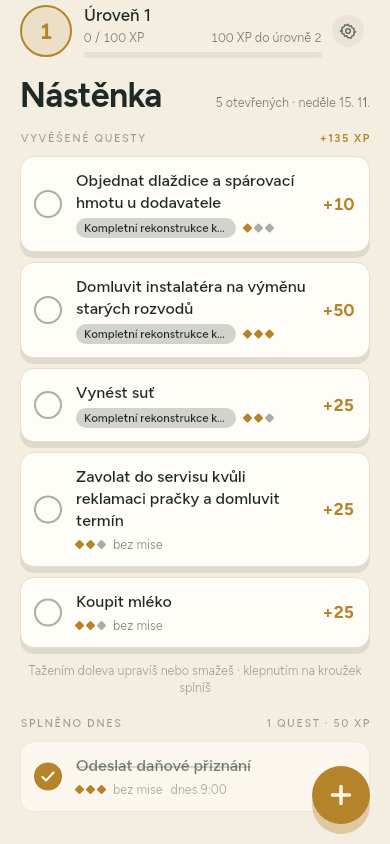 1
Úroveň 1
0 / 100 XP
100 XP do úrovně 2
Nástěnka
5 otevřených · neděle 15. 11.
VYVĚŠENÉ QUESTY
+135 XP
Objednat dlaždice a spárovací
hmotu u dodavatele
Kompletní rekonstrukce k...
+10
Domluvit instalatéra na výměnu
starých rozvodů
Kompletní rekonstrukce k...
+50
Vynést suť
Kompletní rekonstrukce k...
+25
Zavolat do servisu kvůli
reklamaci pračky a domluvit
termín
bez mise
+25
Koupit mléko
bez mise
+25
Tažením doleva upravíš nebo smažeš · klepnutím na kroužek
splníš
SPLNĚNO DNES
1 QUEST · 50 XP
Odeslat daňové přiznání
bez mise dnes 9:00